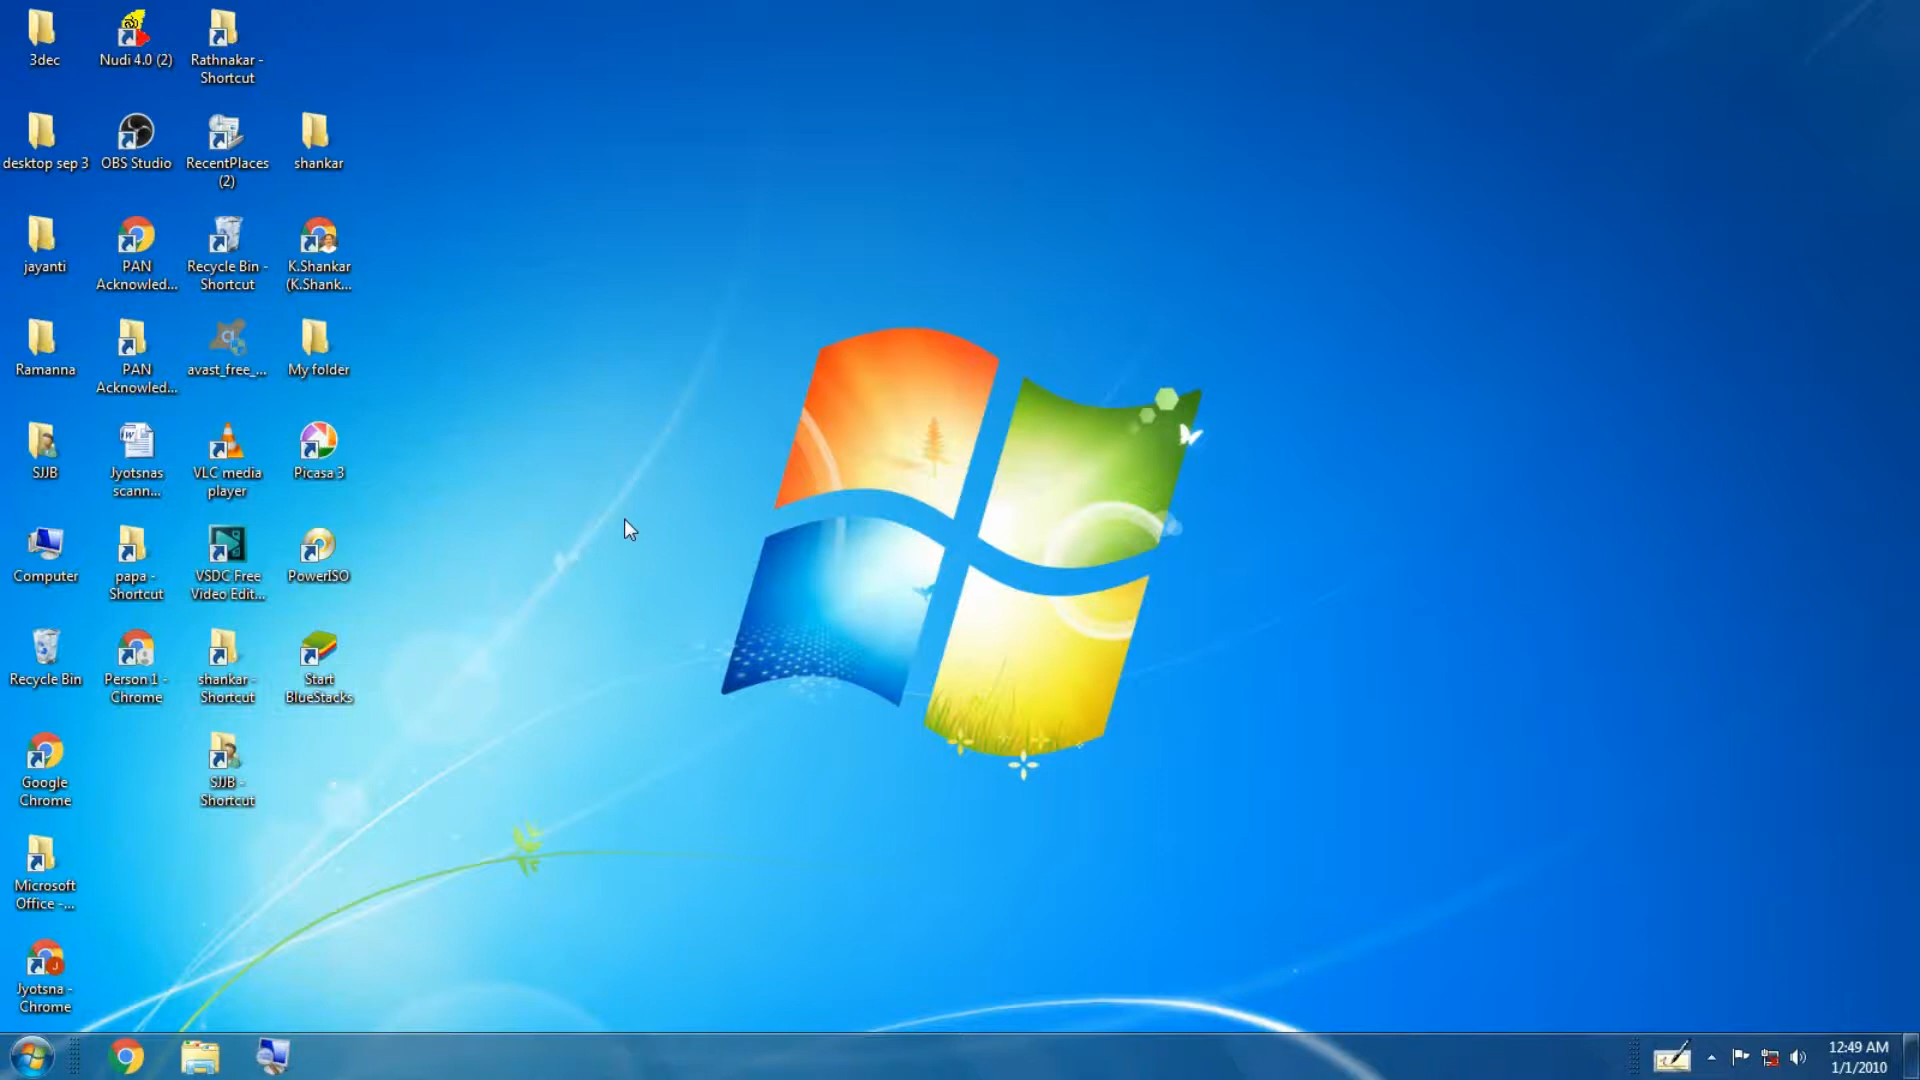 3dec
Nudi 4.0 (2)
Rathnakar -
Shortcut
desktop sep 3
OBS Studio
RecentPlaces
(2)
shankar
jayanti
PAN
Acknowled...
Recycle Bin -
Shortcut
K.Shankar
(K.Shank...
Ramanna
PAN
Acknowled...
avast_free_...
My folder
SJJB
Jyotsnas
scann...
VLC media
player
Picasa 3
Computer
papa -
Shortcut
VSDC Free
Video Edit...
PowerISO
Recycle Bin
Person 1 -
Chrome
shankar -
Shortcut
Start
BlueStacks
Google
Chrome
SJJB -
Shortcut
Microsoft
Office -...
Jyotsna -
Chrome
12:49 AM
1/1/2010